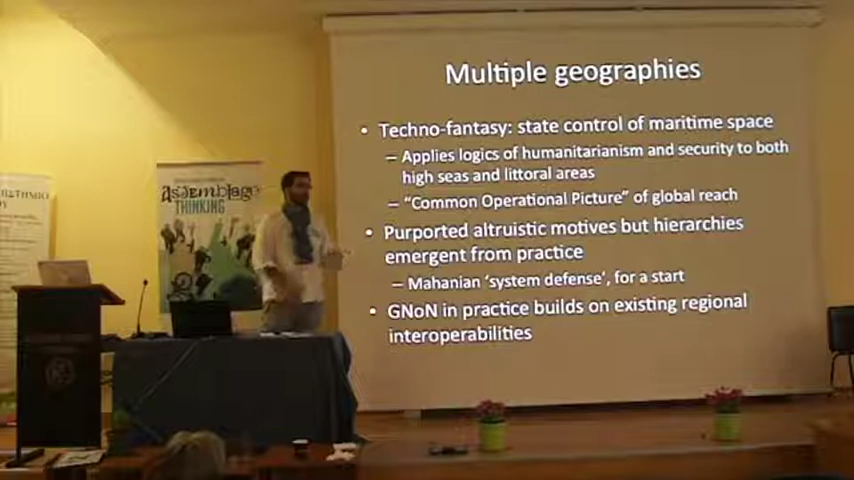 Multiple geographies
• Techno-fantasy: state control of maritime space
– Applies logics of humanitarianism and security to both
high seas and littoral areas
– “Common Operational Picture” of global reach
• Purported altruistic motives but hierarchies
emergent from practice
– Mahanian ‘system defense’, for a start
• GNoN in practice builds on existing regional
interoperabilities
assemblage
THINKING